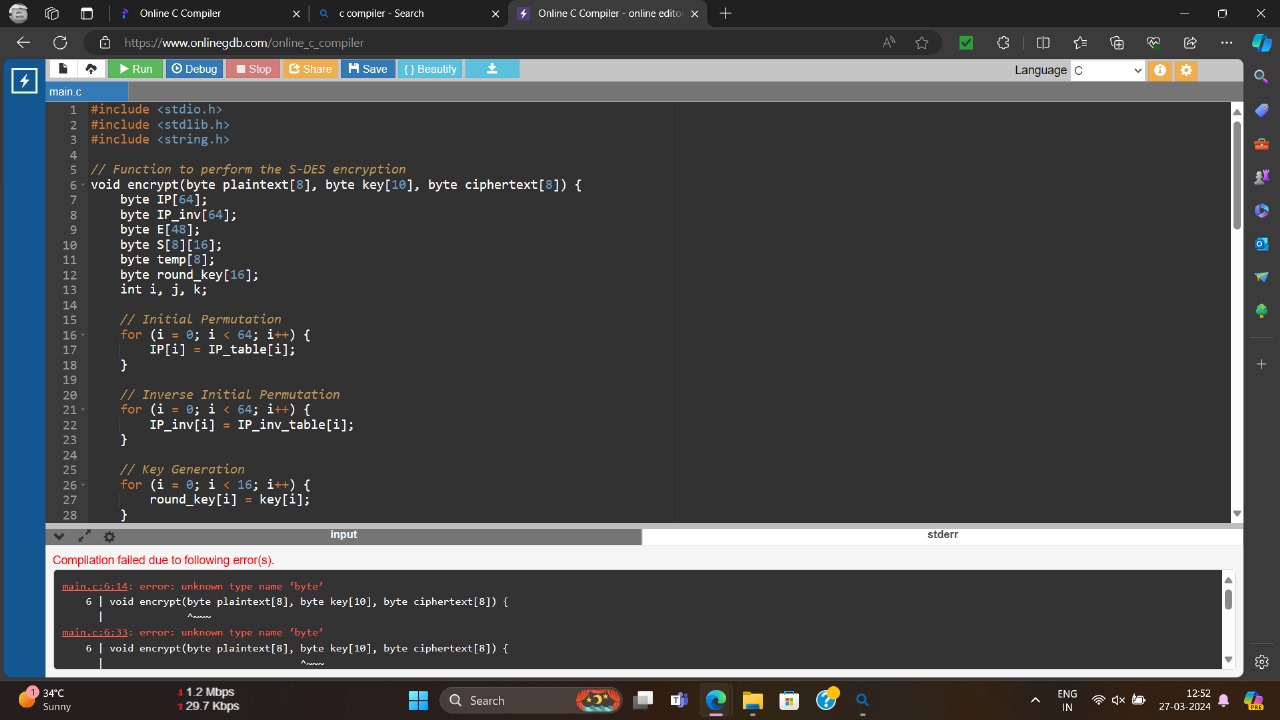 Online C Compiler
c compiler - Search
Online C Compiler - online edito
https://www.onlinegdb.com/online_c_compiler
Run
Debug
Stop
Share
Save
{ } Beautify
Language C
main.c
1 #include <stdio.h>
2 #include <stdlib.h>
3 #include <string.h>
4
5 // Function to perform the S-DES encryption
6 void encrypt(byte plaintext[8], byte key[10], byte ciphertext[8]) {
7 byte IP[64];
8 byte IP_inv[64];
9 byte E[48];
10 byte S[8][16];
11 byte temp[8];
12 byte round_key[16];
13 int i, j, k;
14
15 // Initial Permutation
16 for (i = 0; i < 64; i++) {
17 IP[i] = IP_table[i];
18 }
19
20 // Inverse Initial Permutation
21 for (i = 0; i < 64; i++) {
22 IP_inv[i] = IP_inv_table[i];
23 }
24
25 // Key Generation
26 for (i = 0; i < 16; i++) {
27 round_key[i] = key[i];
28 }
input
stderr
Compilation failed due to following error(s).
main.c:6:14: error: unknown type name ‘byte’
6 | void encrypt(byte plaintext[8], byte key[10], byte ciphertext[8]) {
| ^~~~
main.c:6:33: error: unknown type name ‘byte’
6 | void encrypt(byte plaintext[8], byte key[10], byte ciphertext[8]) {
| ^~~~
1
34°C
Sunny
1.2 Mbps
29.7 Kbps
Search
ENG
IN
12:52
27-03-2024
PRE